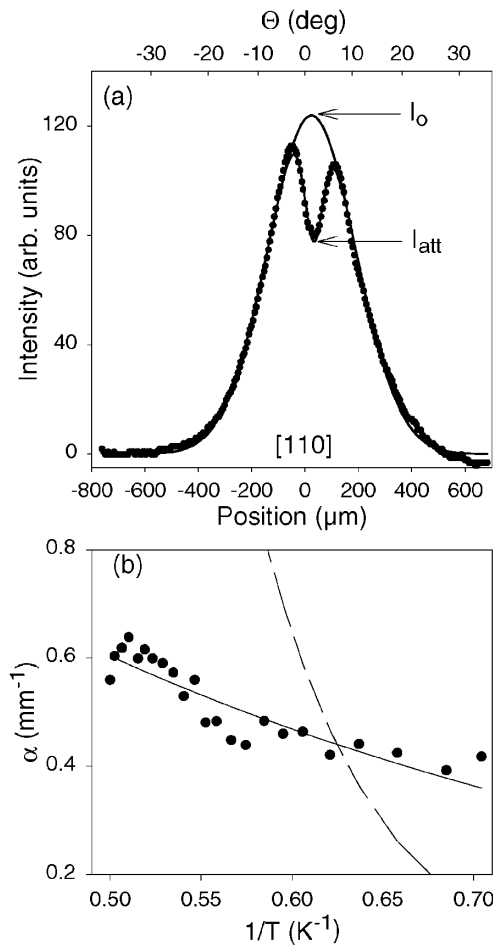 Θ (deg)
-30 -20 -10 0 10 20 30
(a)
I_o
120
80
40
0
Intensity (arb. units)
I_att
[110]
-800 -600 -400 -200 0 200 400 600
Position (µm)
(b)
0.8
0.6
0.4
0.2
α (mm⁻¹)
0.50 0.55 0.60 0.65 0.70
1/T (K⁻¹)